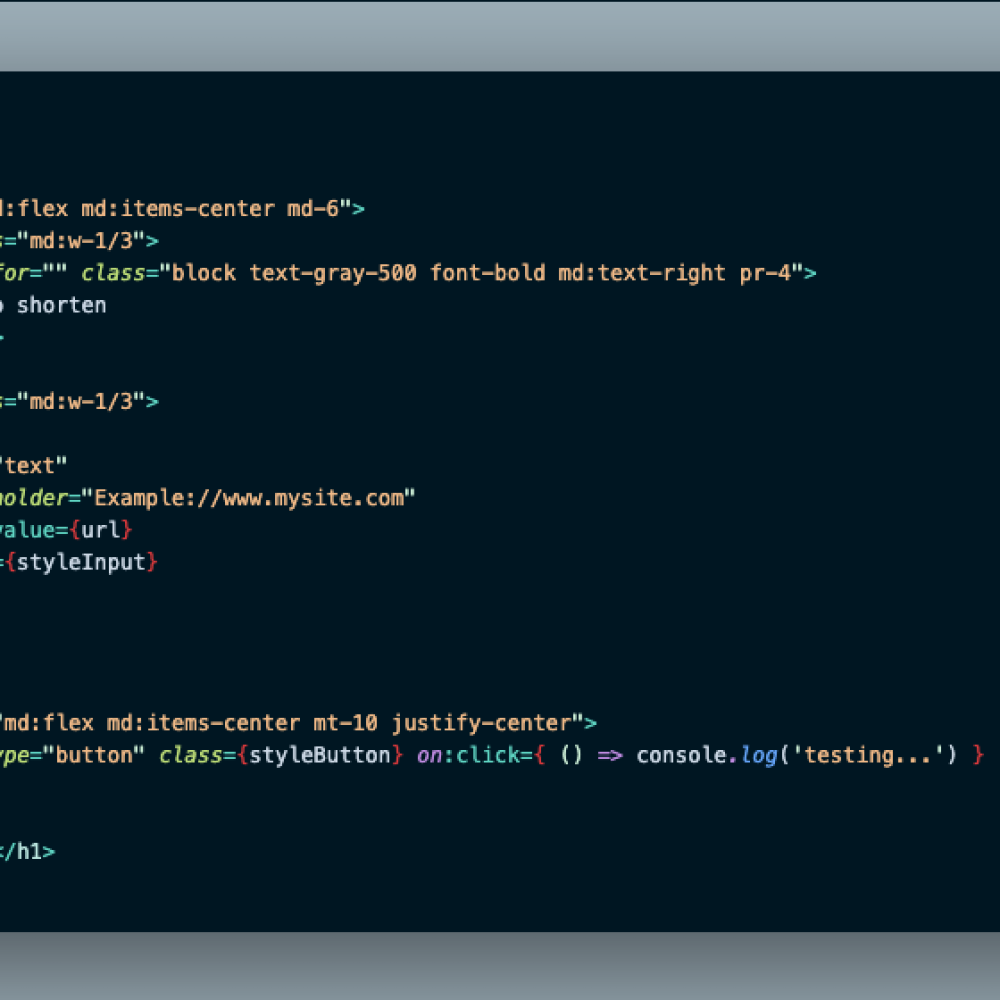 :flex md:items-center md-6">
="md:w-1/3">
for="" class="block text-gray-500 font-bold md:text-right pr-4">
shorten
="md:w-1/3">
"text"
holder="Example://www.mysite.com"
value={url}
={styleInput}
"md:flex md:items-center mt-10 justify-center">
ype="button" class={styleButton} on:click={ () => console.log('testing...') }
</h1>